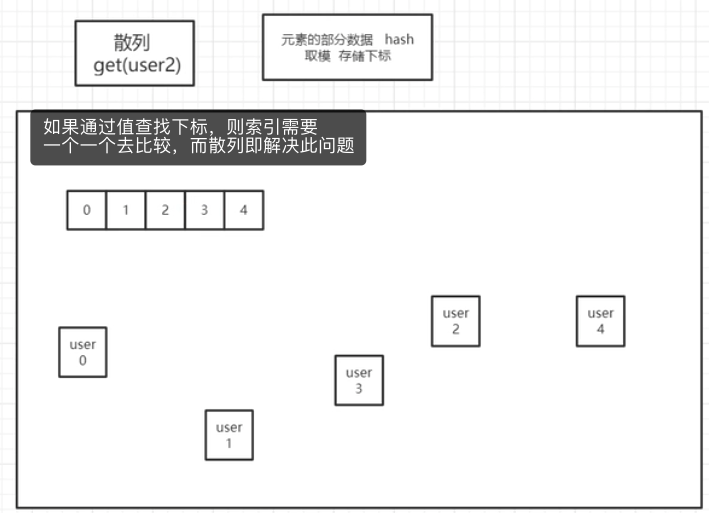 散列
get(user2)
元素的部分数据 hash
取模 存储下标
如果通过值查找下标，则索引需要
一个一个去比较，而散列即解决此问题
0 1 2 3 4
user
2
user
4
user
0
user
3
user
1